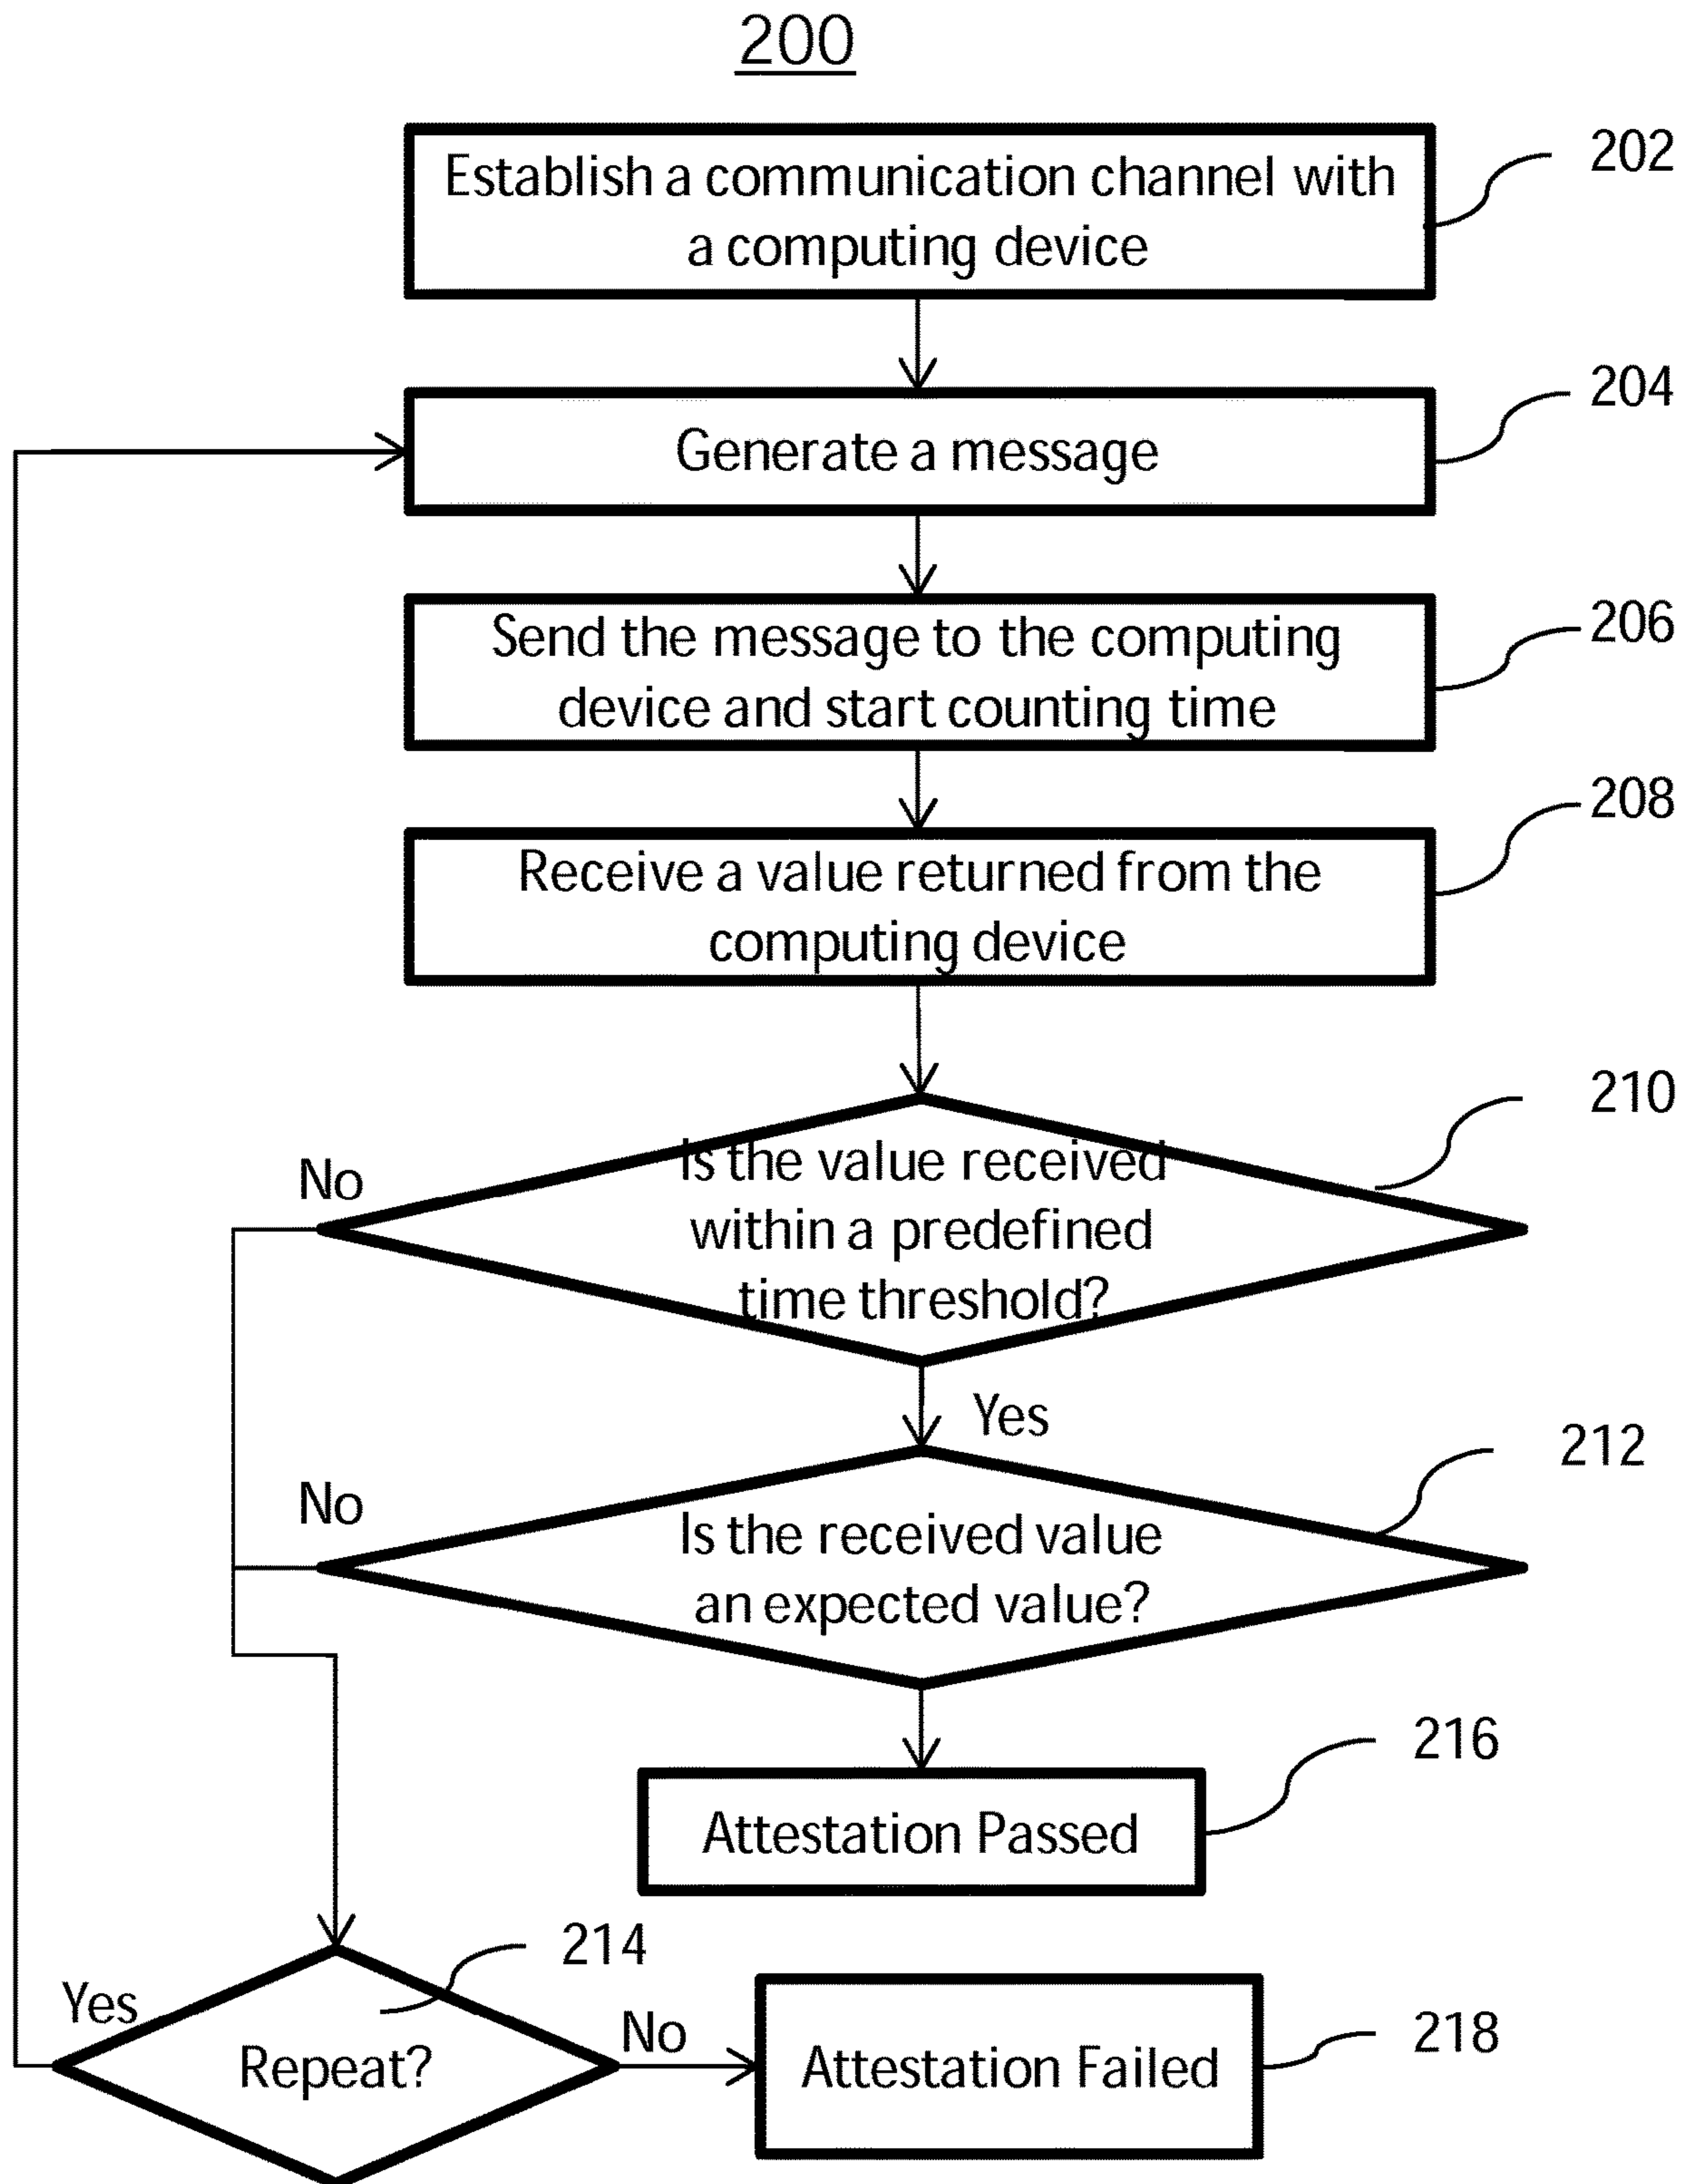 200
Establish a communication channel with
a computing device
202
Generate a message
204
Send the message to the computing
device and start counting time
206
Receive a value returned from the
computing device
208
Is the value received
within a predefined
time threshold?
210
No
Yes
Is the received value
an expected value?
212
No
Attestation Passed
216
Repeat?
214
Yes
No
Attestation Failed
218